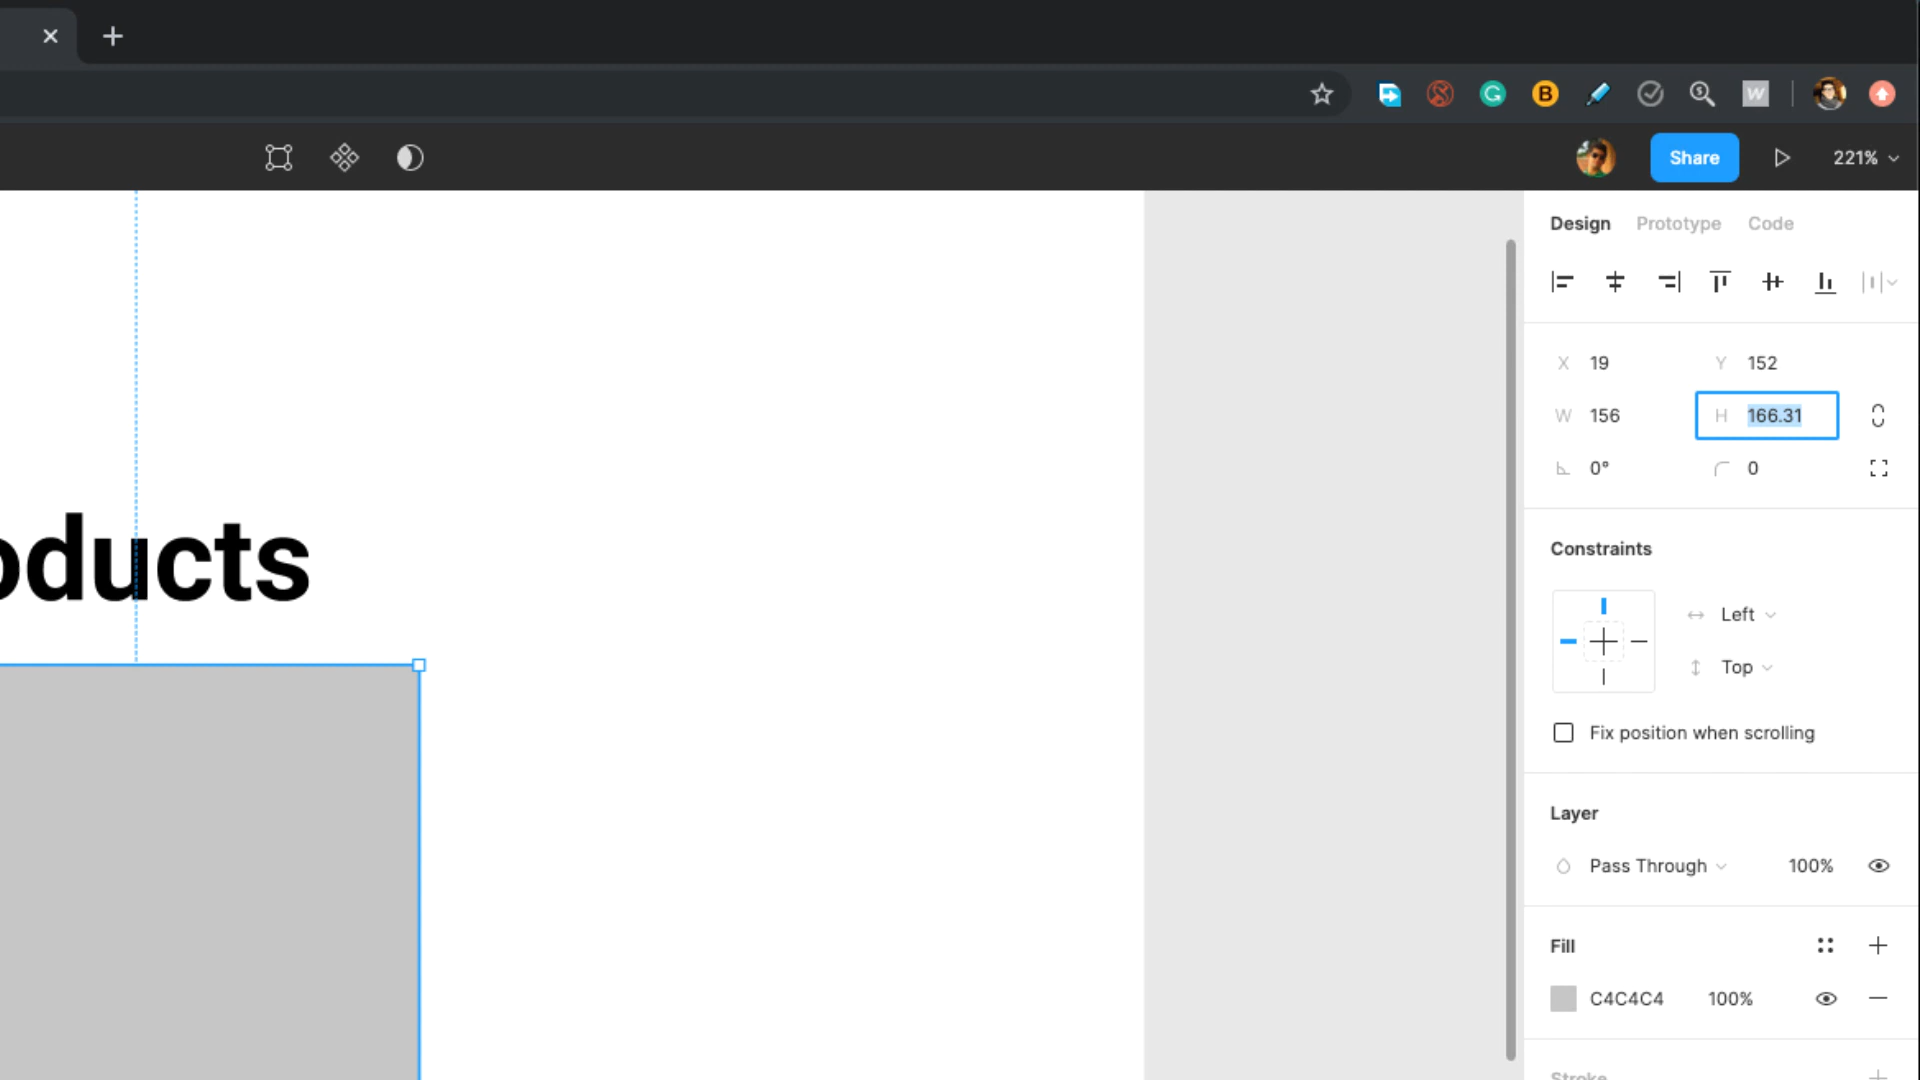 B
W
Share
221%
Design Prototype Code
X 19 Y 152
W 156 H 166.31
0° 0
oducts
Constraints
Left
Top
Fix position when scrolling
Layer
Pass Through 100%
Fill
C4C4C4 100%
Stroke